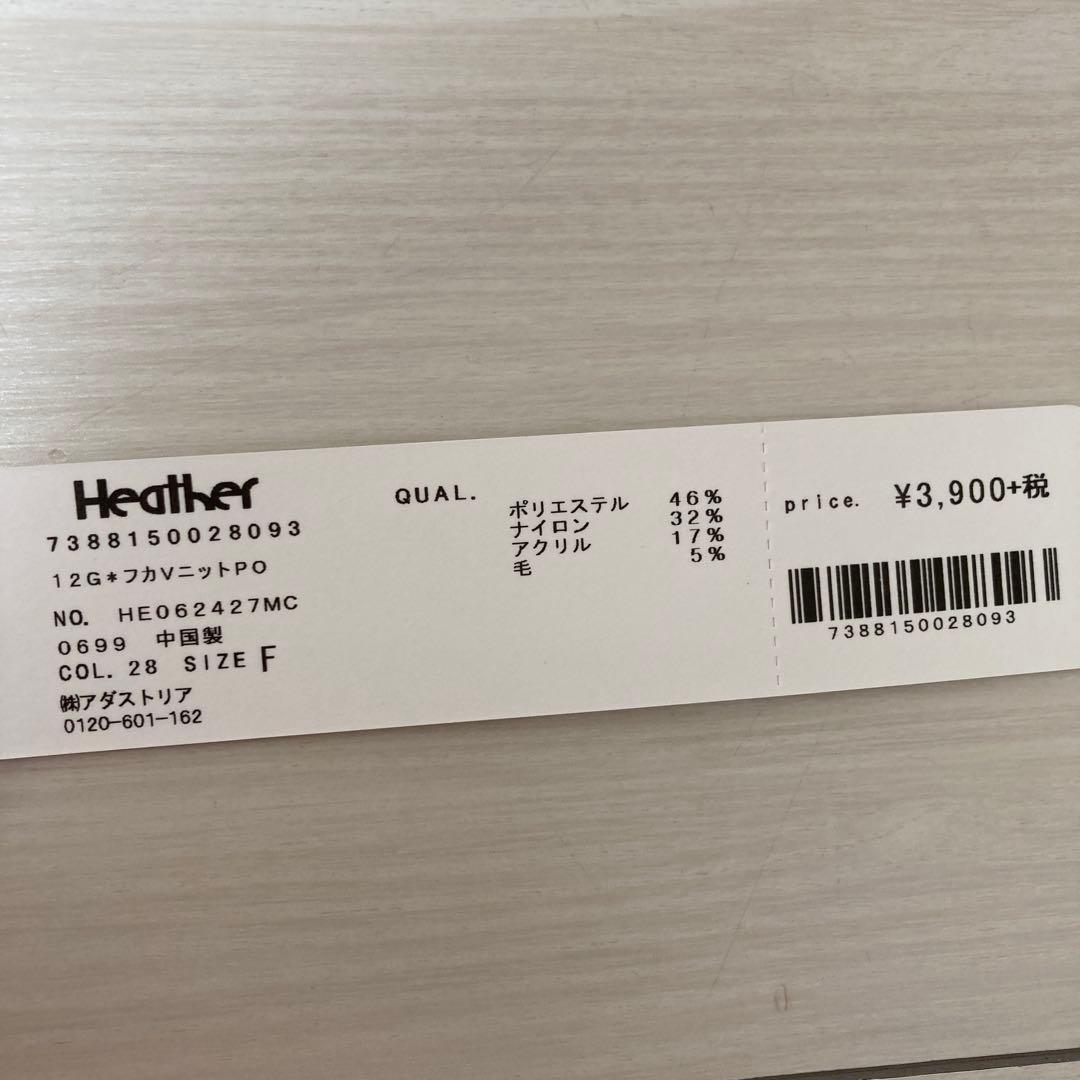 Heather
7388150028093
12G*フカVニットPO
NO. HE062427MC
0699 中国製
COL. 28 SIZE F
㈱アダストリア
0120-601-162
QUAL.
ポリエステル 46%
ナイロン 32%
アクリル 17%
毛 5%
price. ¥3,900+税
7388150028093